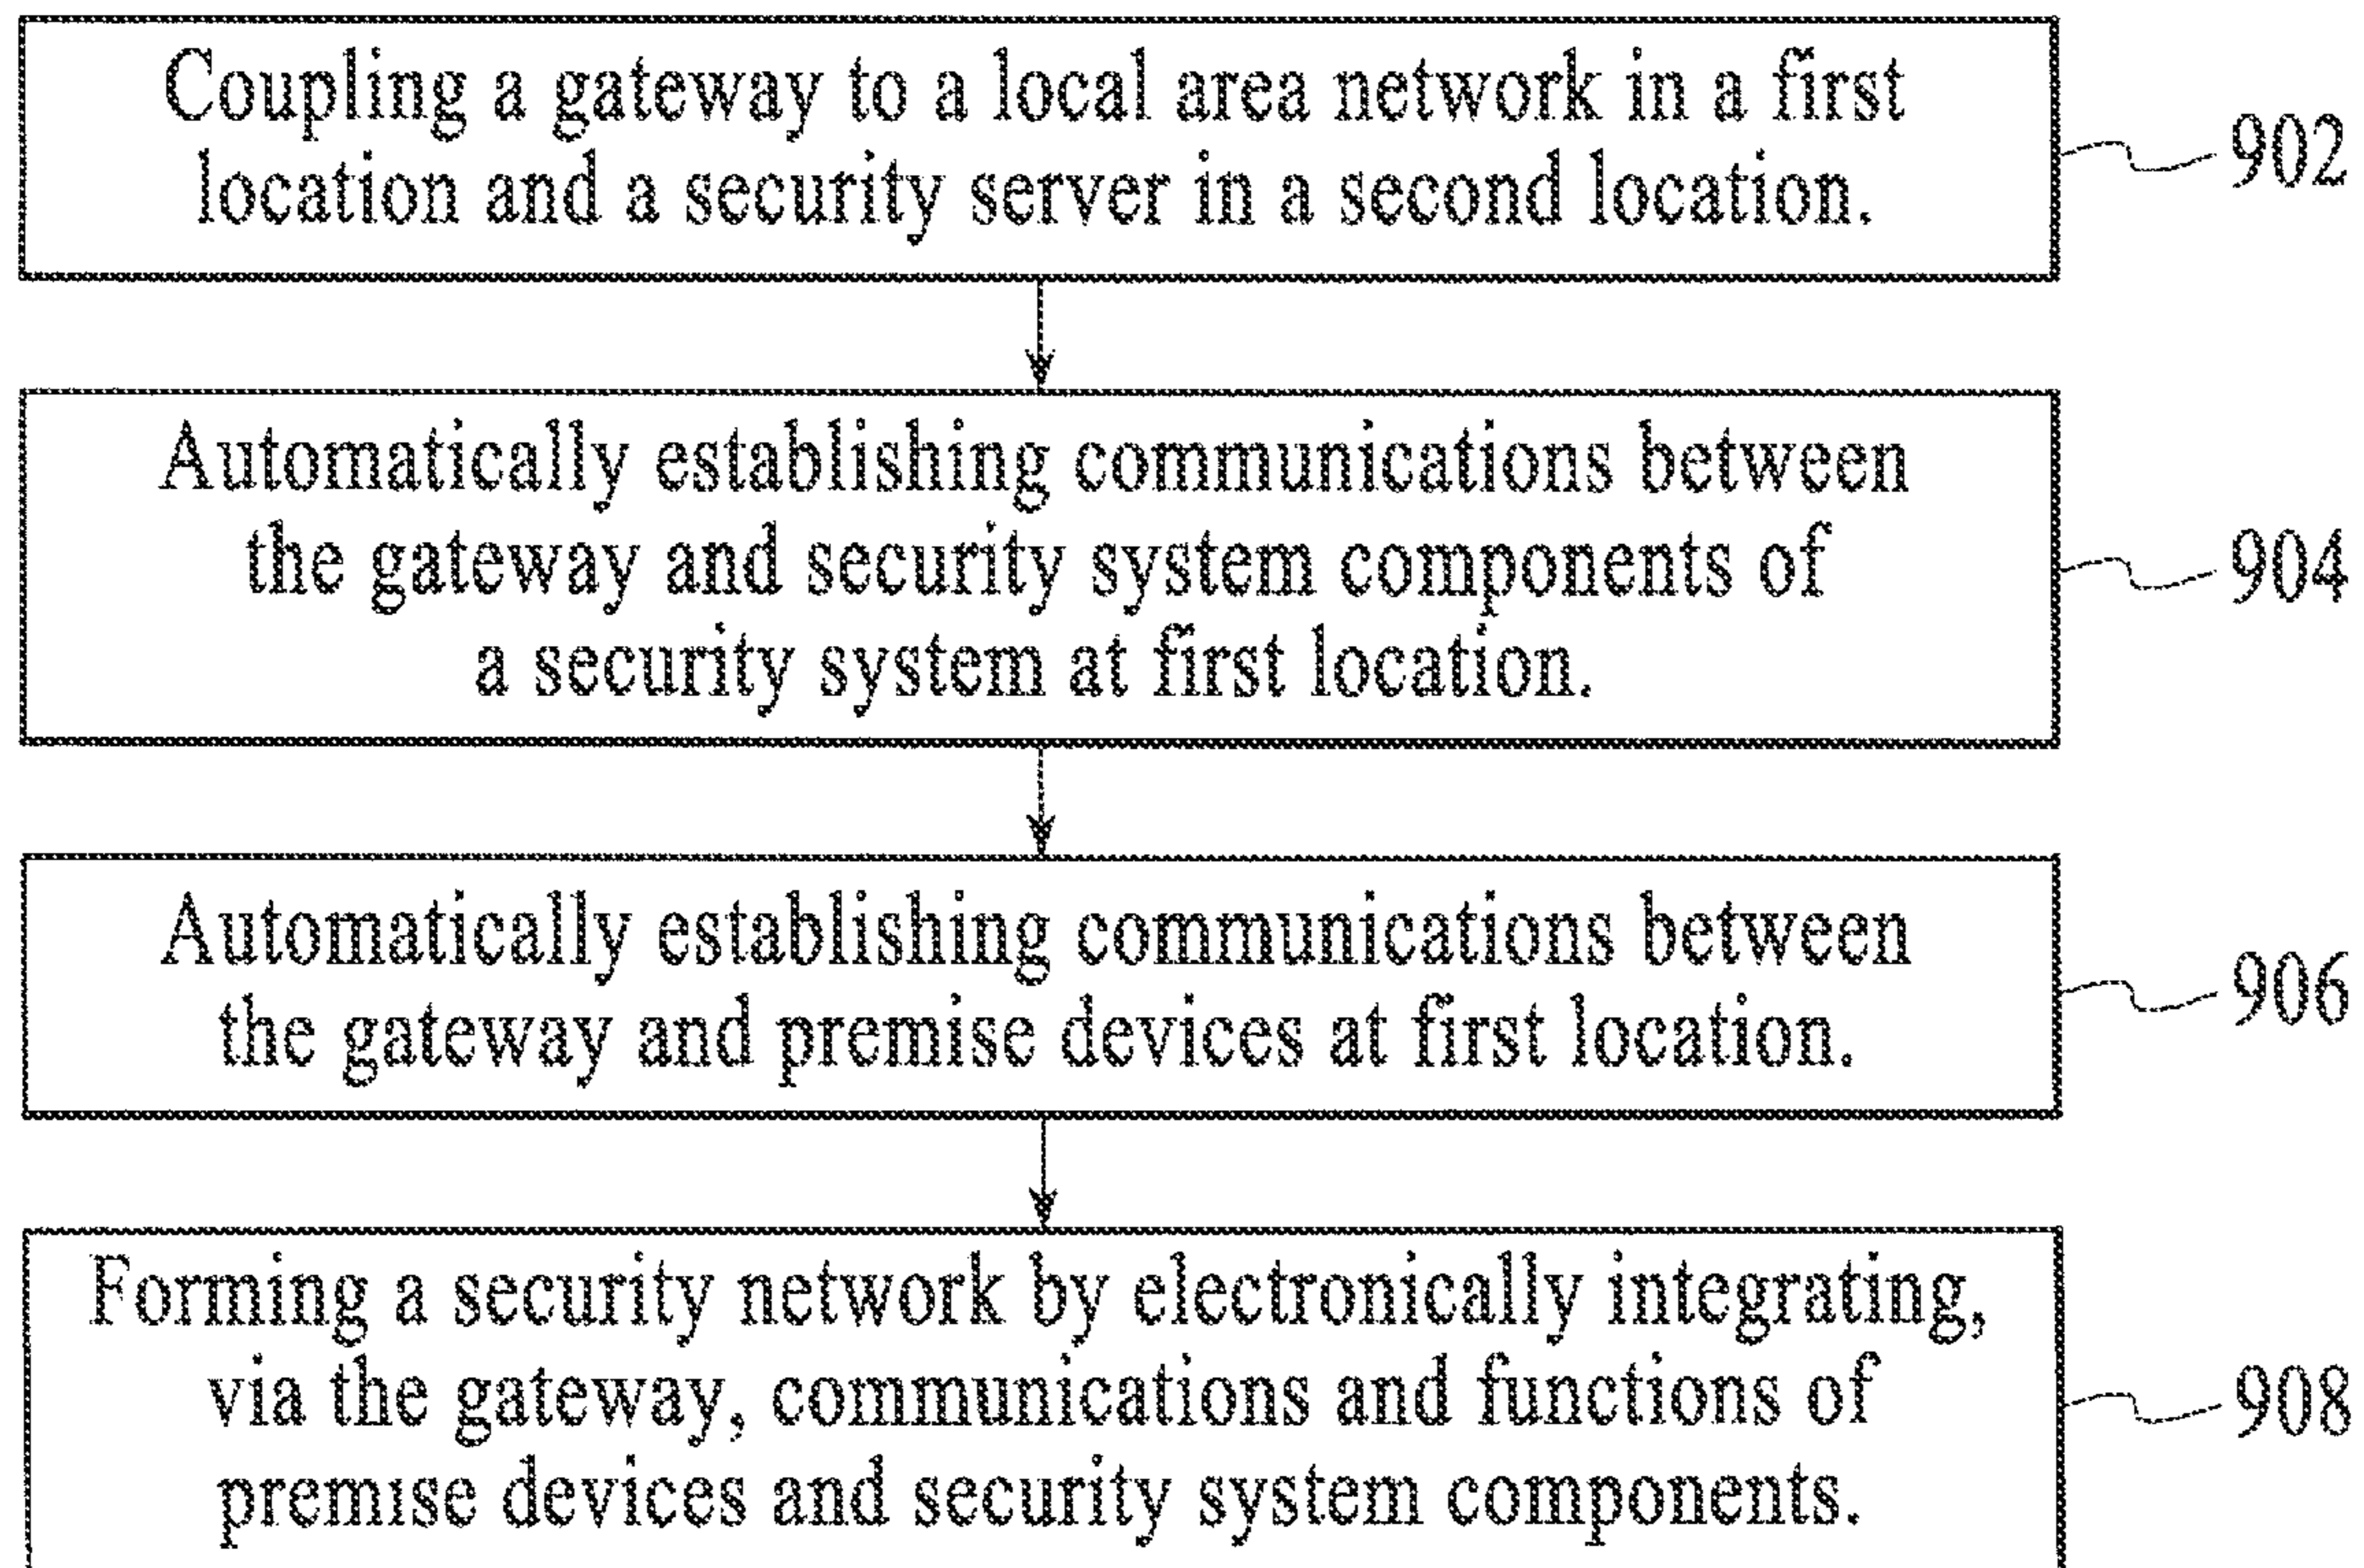 Coupling a gateway to a local area network in a first
location and a security server in a second location.
902
Automatically establishing communications between
the gateway and security system components of
a security system at first location.
904
Automatically establishing communications between
the gateway and premise devices at first location.
906
Forming a security network by electronically integrating,
via the gateway, communications and functions of
premise devices and security system components.
908